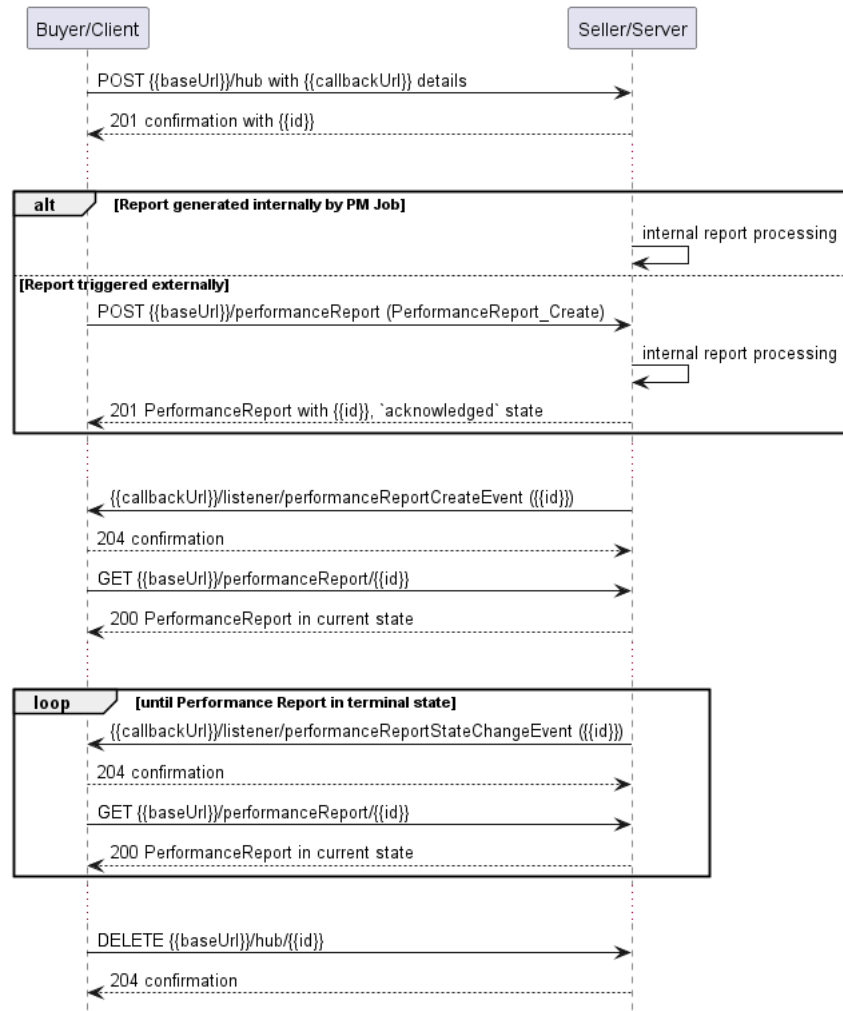 Buyer/Client
Seller/Server
POST {{baseUrl}}/hub with {{callbackUrl}} details
201 confirmation with {{id}}
alt
[Report generated internally by PM Job]
internal report processing
[Report triggered externally]
POST {{baseUrl}}/performanceReport (PerformanceReport_Create)
internal report processing
201 PerformanceReport with {{id}}, `acknowledged` state
{{callbackUrl}}/listener/performanceReportCreateEvent ({{id}})
204 confirmation
GET {{baseUrl}}/performanceReport/{{id}}
200 PerformanceReport in current state
loop
[until Performance Report in terminal state]
{{callbackUrl}}/listener/performanceReportStateChangeEvent ({{id}})
204 confirmation
GET {{baseUrl}}/performanceReport/{{id}}
200 PerformanceReport in current state
DELETE {{baseUrl}}/hub/{{id}}
204 confirmation